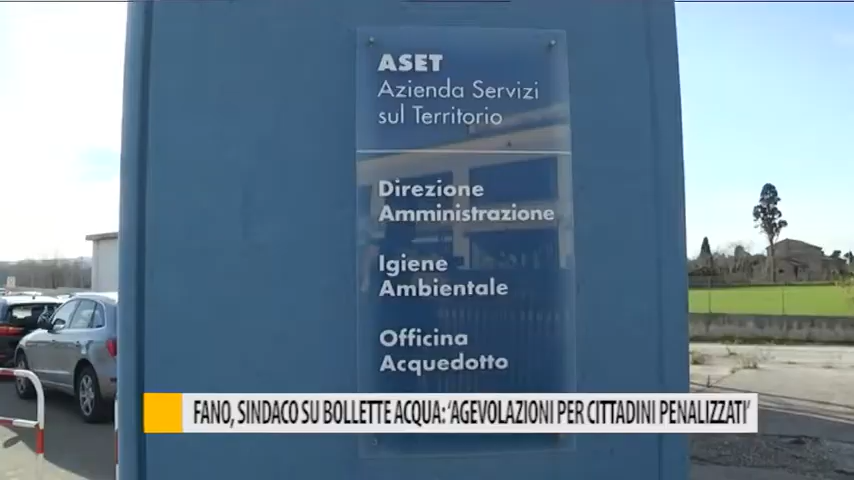 ASET
Azienda Servizi
sul Territorio
Direzione
Amministrazione
Igiene
Ambientale
Officina
Acquedotto
FANO, SINDACO SU BOLLETTE ACQUA: 'AGEVOLAZIONI PER CITTADINI PENALIZZATI'